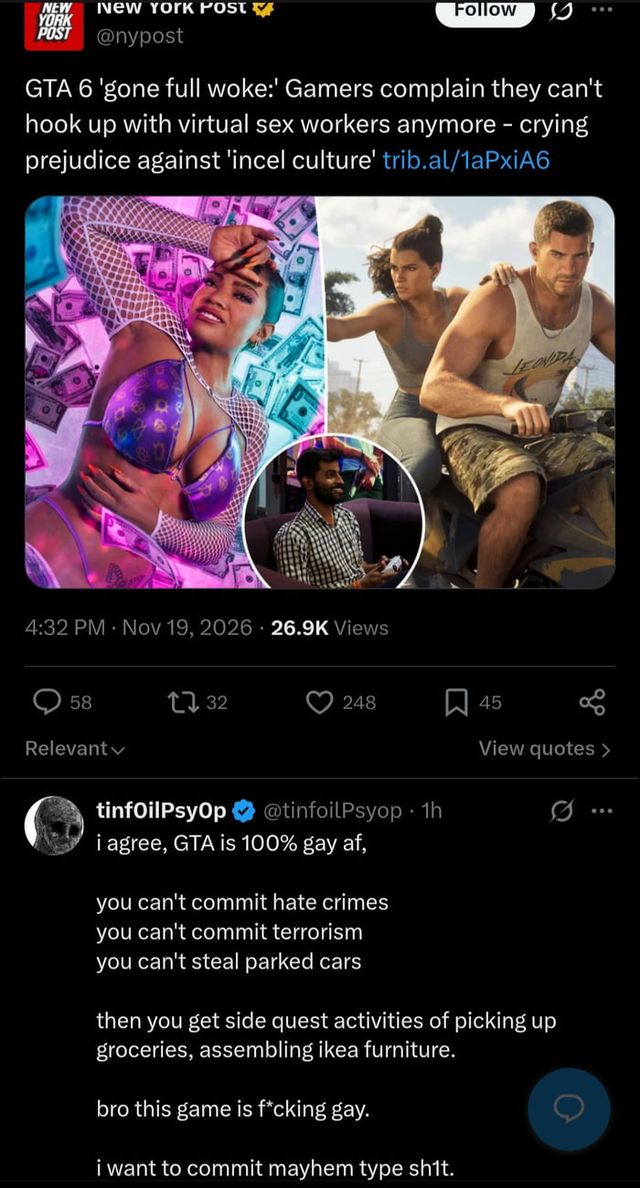 NEW
YORK
POST
New York Post
Follow
@nypost
GTA 6 'gone full woke:' Gamers complain they can't
hook up with virtual sex workers anymore - crying
prejudice against 'incel culture' trib.al/1aPxiA6
LEONIDA
4:32 PM · Nov 19, 2026 · 26.9K Views
58 32 248 45
Relevant
View quotes
tinf0ilPsy0p @tinfoilPsyop · 1h
i agree, GTA is 100% gay af,
you can't commit hate crimes
you can't commit terrorism
you can't steal parked cars
then you get side quest activities of picking up
groceries, assembling ikea furniture.
bro this game is f*cking gay.
i want to commit mayhem type sh1t.